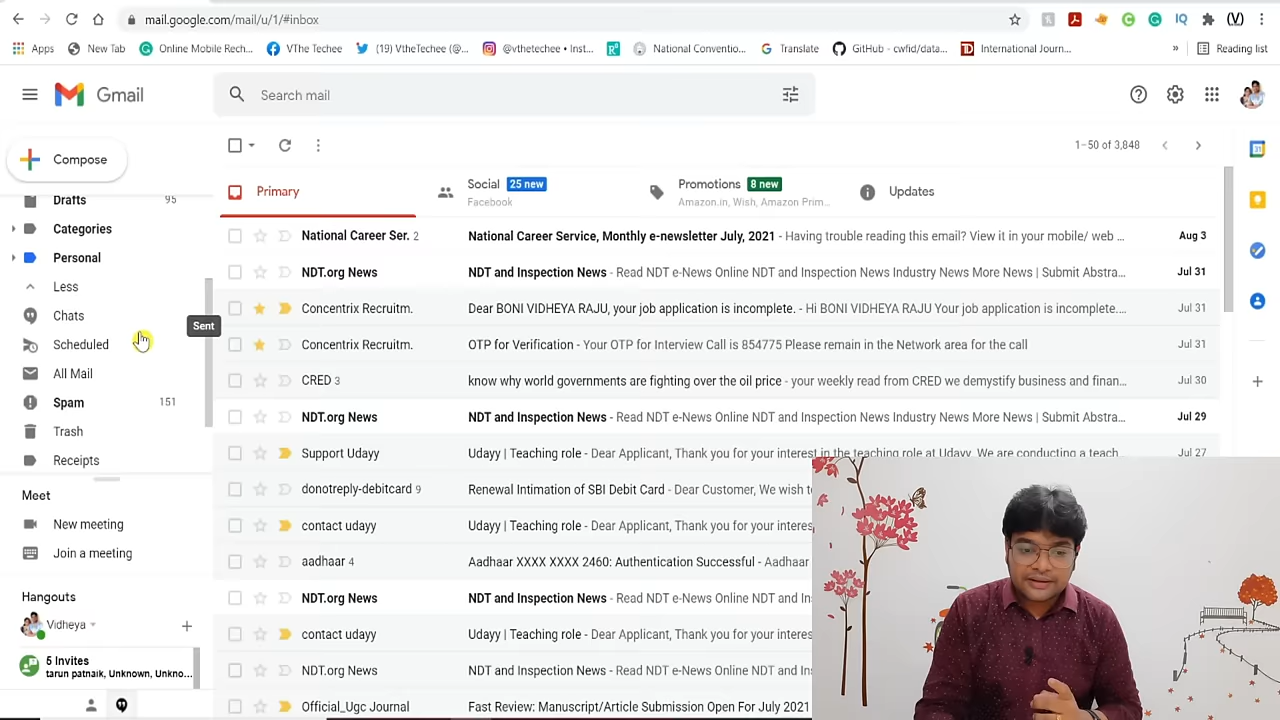 mail.google.com/mail/u/1/#inbox
IQ
(V)
Apps
New Tab
Online Mobile Rech...
VThe Techee
(19) VtheTechee (@...
@vthetechee • Inst...
National Conventio...
Translate
GitHub - cwfid/data...
International Journ...
»
Reading list
Gmail
Search mail
Compose
1–50 of 3,848
Primary
Social 25 new
Facebook
Promotions 8 new
Amazon.in, Wish, Amazon Prim...
Updates
Drafts 95
Categories
Personal
Less
Chats
Sent
Scheduled
All Mail
Spam 151
Trash
Receipts
Meet
New meeting
Join a meeting
Hangouts
Vidheya
5 Invites
tarun patnaik, Unknown, Unkno...
National Career Ser. 2 National Career Service, Monthly e-newsletter July, 2021 - Having trouble reading this email? View it in your mobile/ web ... Aug 3
NDT.org News NDT and Inspection News - Read NDT e-News Online NDT and Inspection News Industry News More News | Submit Abstra... Jul 31
Concentrix Recruitm. Dear BONI VIDHEYA RAJU, your job application is incomplete. - Hi BONI VIDHEYA RAJU Your job application is incomplete.... Jul 31
Concentrix Recruitm. OTP for Verification - Your OTP for Interview Call is 854775 Please remain in the Network area for the call Jul 31
CRED 3 know why world governments are fighting over the oil price - your weekly read from CRED we demystify business and finan... Jul 30
NDT.org News NDT and Inspection News - Read NDT e-News Online NDT and Inspection News Industry News More News | Submit Abstra... Jul 29
Support Udayy Udayy | Teaching role - Dear Applicant, Thank you for your interest in the teaching role at Udayy. We are conducting a teach... Jul 27
donotreply-debitcard 9 Renewal Intimation of SBI Debit Card - Dear Customer, We wish to
contact udayy Udayy | Teaching role - Dear Applicant, Thank you for your interes
aadhaar 4 Aadhaar XXXX XXXX 2460: Authentication Successful - Aadhaar
NDT.org News NDT and Inspection News - Read NDT e-News Online NDT and In
contact udayy Udayy | Teaching role - Dear Applicant, Thank you for your interes
NDT.org News NDT and Inspection News - Read NDT e-News Online NDT and In
Official_Ugc Journal Fast Review: Manuscript/Article Submission Open For July 2021